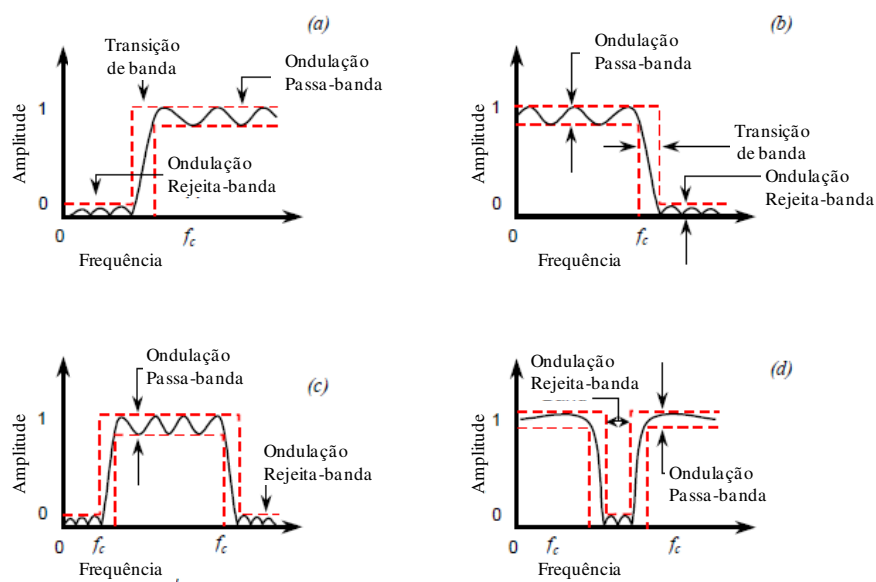 (a)
Transição
de banda
Ondulação
Passa-banda
Amplitude
1
Ondulação
Rejeita-banda
0
0
fc
Frequência
(b)
Ondulação
Passa-banda
Amplitude
1
Transição
de banda
Ondulação
Rejeita-banda
0
0
fc
Frequência
(c)
Ondulação
Passa-banda
Amplitude
1
Ondulação
Rejeita-banda
0
0
fc
fc
Frequência
(d)
Ondulação
Rejeita-banda
Amplitude
1
Ondulação
Passa-banda
0
0
fc
fc
Frequência